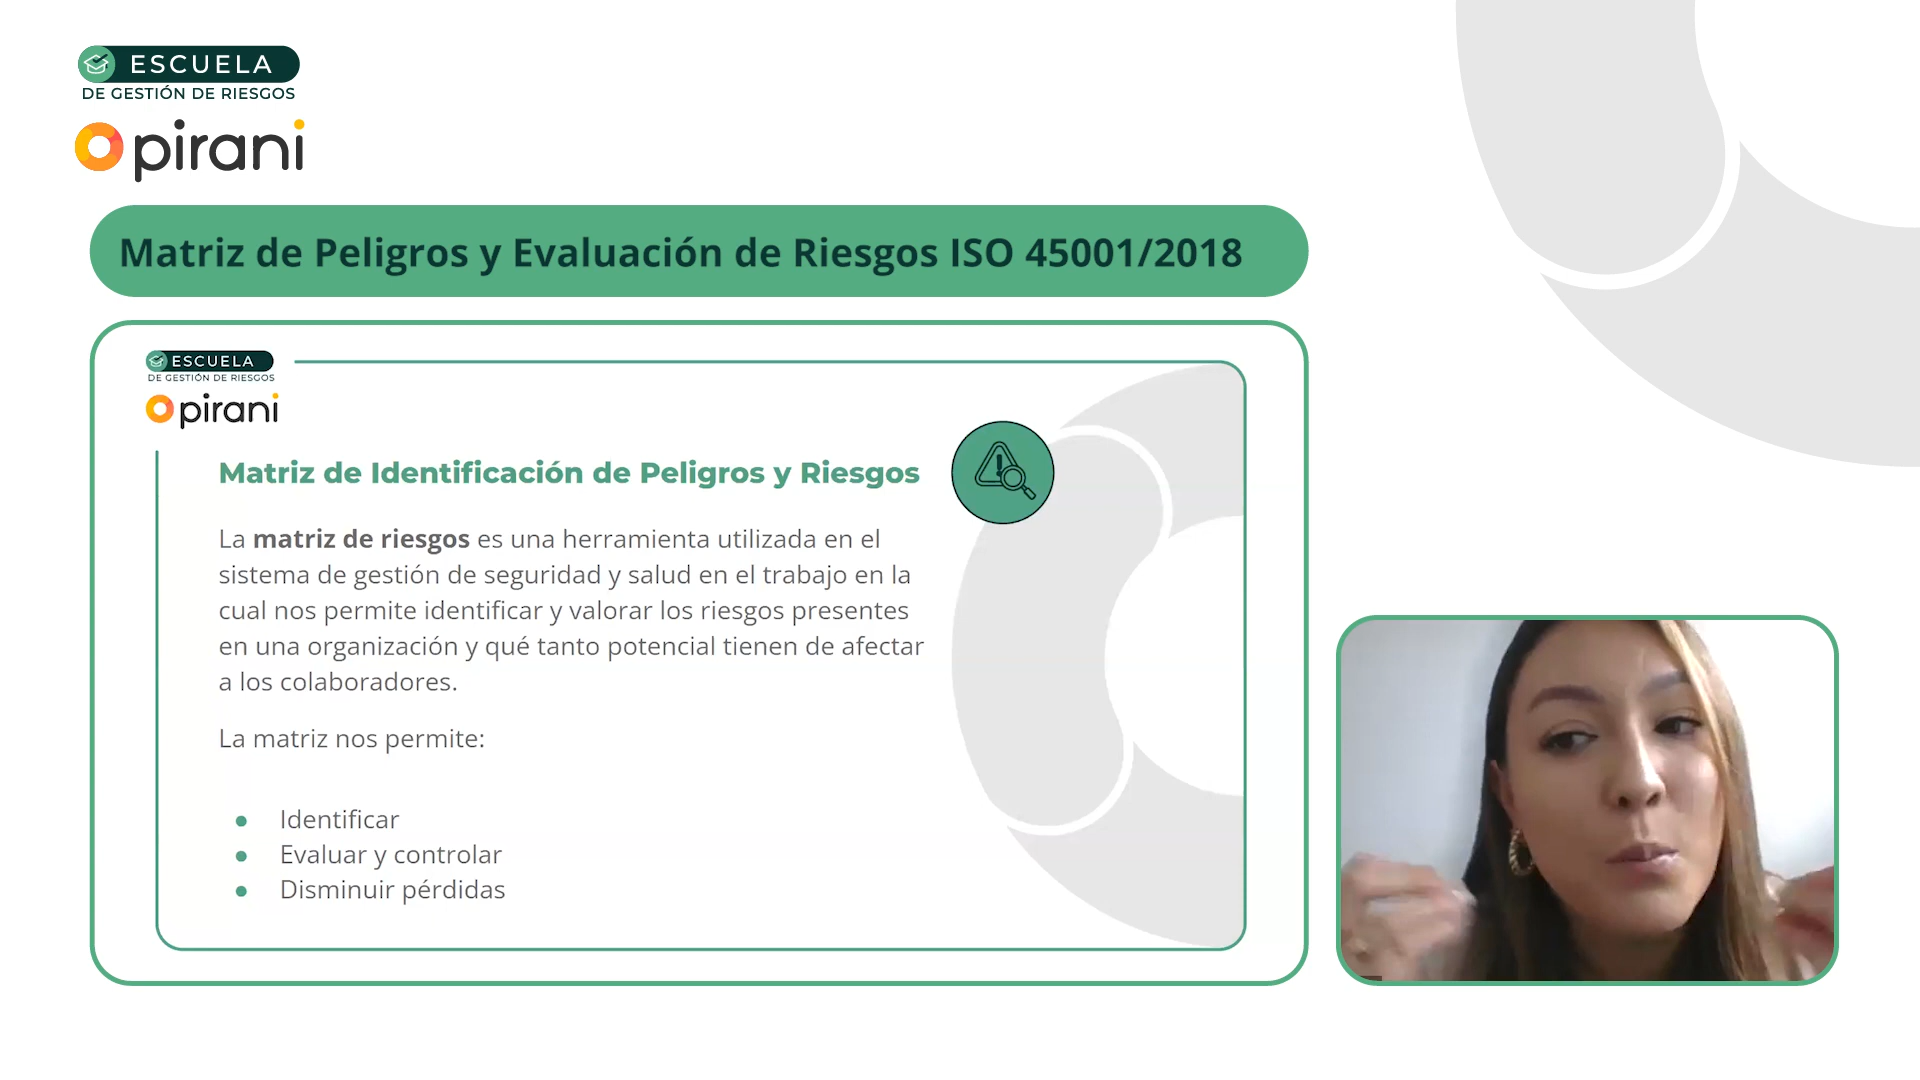 ESCUELA
DE GESTIÓN DE RIESGOS
pirani
Matriz de Peligros y Evaluación de Riesgos ISO 45001/2018
ESCUELA
DE GESTIÓN DE RIESGOS
pirani
Matriz de Identificación de Peligros y Riesgos
La matriz de riesgos es una herramienta utilizada en el
sistema de gestión de seguridad y salud en el trabajo en la
cual nos permite identificar y valorar los riesgos presentes
en una organización y qué tanto potencial tienen de afectar
a los colaboradores.
La matriz nos permite:
● Identificar
● Evaluar y controlar
● Disminuir pérdidas